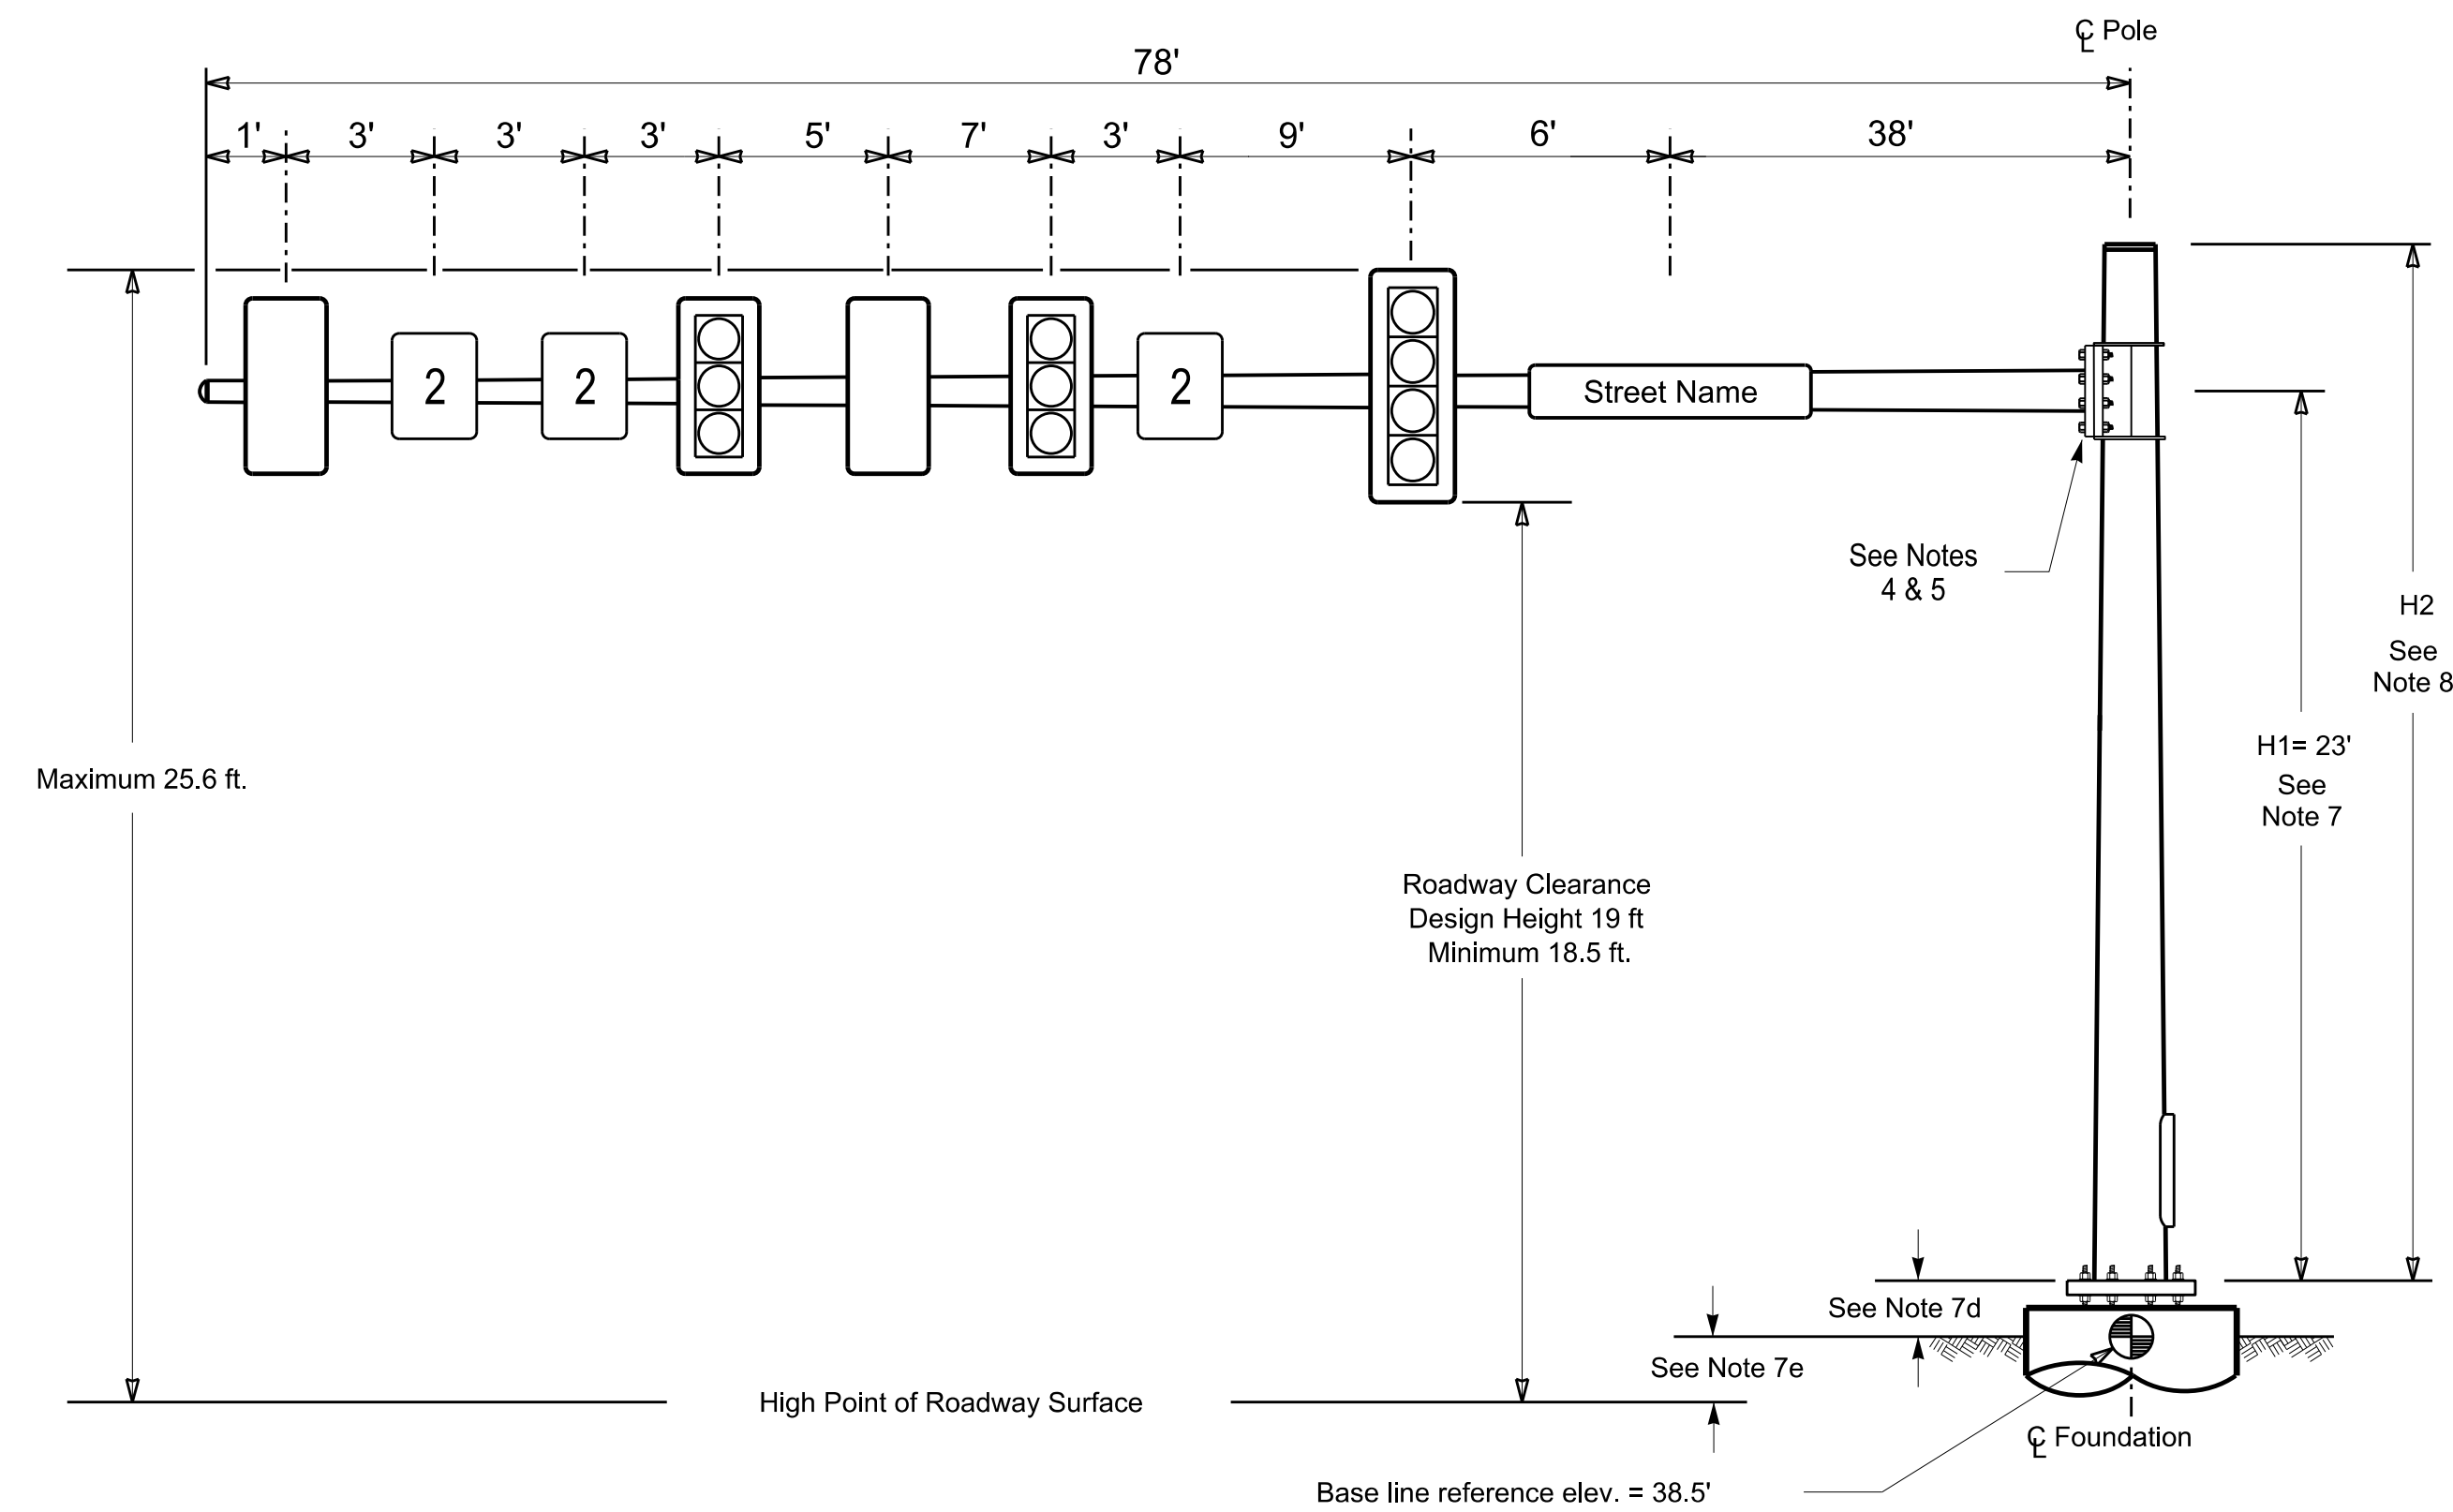 ℄ Pole
78'
1' 3' 3' 3' 5' 7' 3' 9' 6' 38'
2 2 2 Street Name
See Notes
4 & 5
H2
See
Note 8
H1= 23'
See
Note 7
Maximum 25.6 ft.
Roadway Clearance
Design Height 19 ft
Minimum 18.5 ft.
See Note 7d
See Note 7e
High Point of Roadway Surface
℄ Foundation
Base line reference elev. = 38.5'